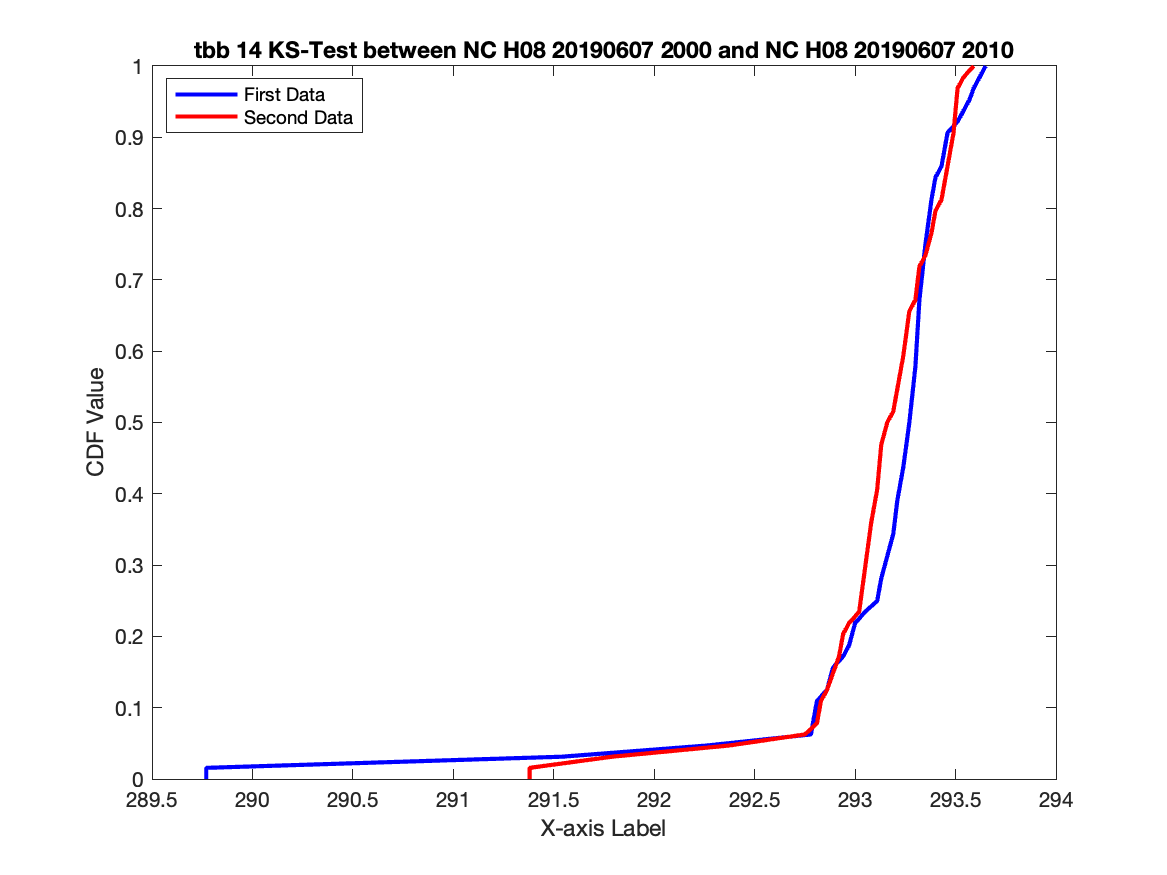 tbb 14 KS-Test between NC H08 20190607 2000 and NC H08 20190607 2010
First Data
Second Data
CDF Value
1
0.9
0.8
0.7
0.6
0.5
0.4
0.3
0.2
0.1
0
289.5 290 290.5 291 291.5 292 292.5 293 293.5 294
X-axis Label